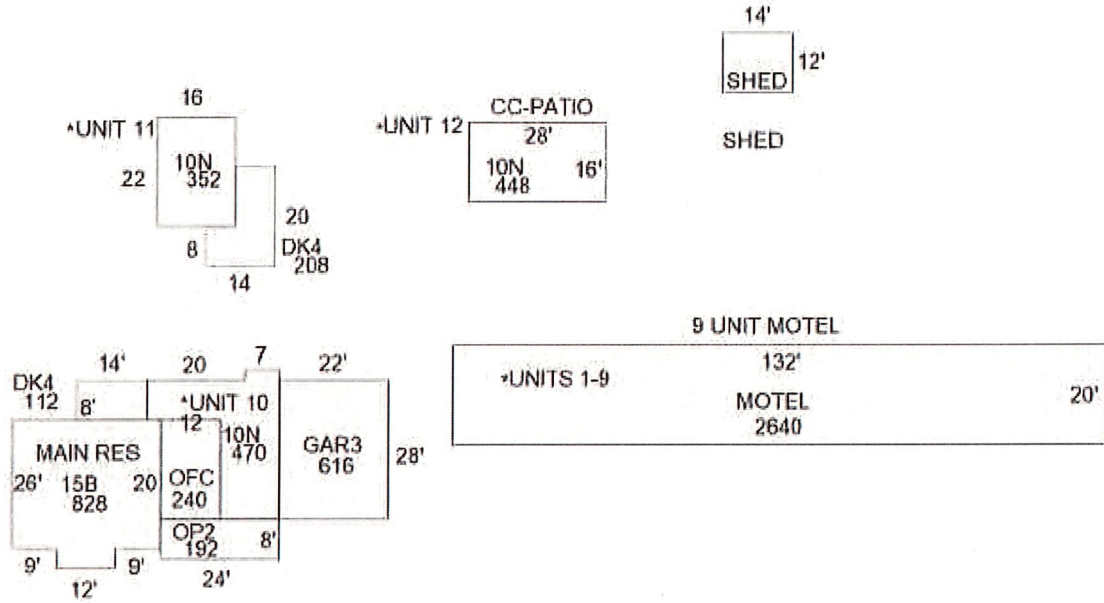 14'
12'
SHED
SHED
16
*UNIT 11
10N
352
22
20
8
DK4
208
14
CC-PATIO
*UNIT 12
28'
10N
448
16'
9 UNIT MOTEL
132'
*UNITS 1-9
MOTEL
2640
20'
14'
20
7
22'
DK4
112
8'
*UNIT 10
12
10N
470
MAIN RES
26'
15B
828
20
OFC
240
GAR3
616
28'
OP2
192
8'
9'
12'
9'
24'